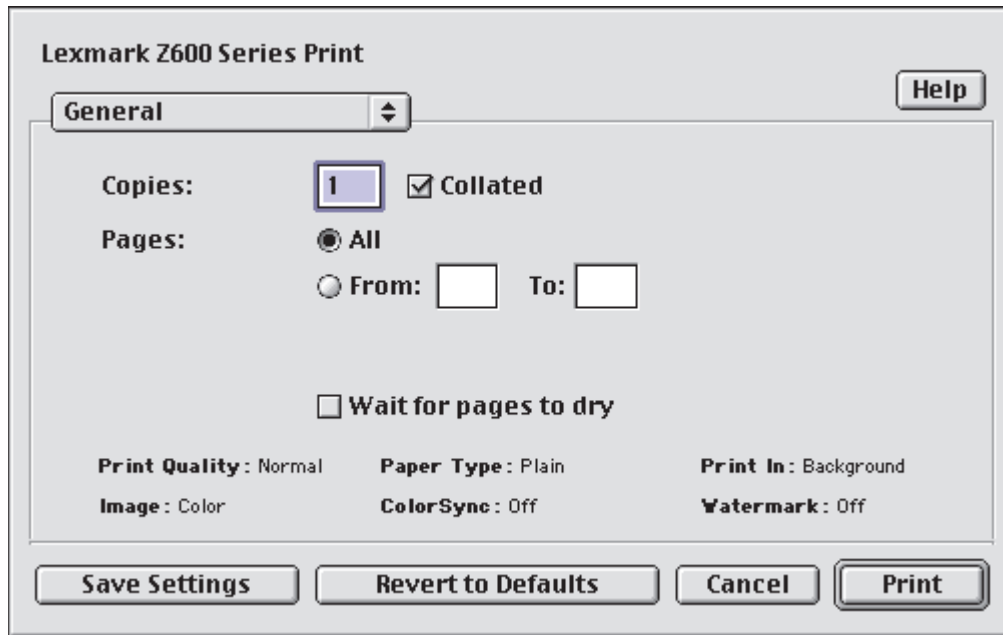 Lexmark Z600 Series Print
Help
General
Copies: 1 Collated
Pages: All
From: To:
Wait for pages to dry
Print Quality: Normal Paper Type: Plain Print In: Background
Image: Color ColorSync: Off Watermark: Off
Save Settings Revert to Defaults Cancel Print